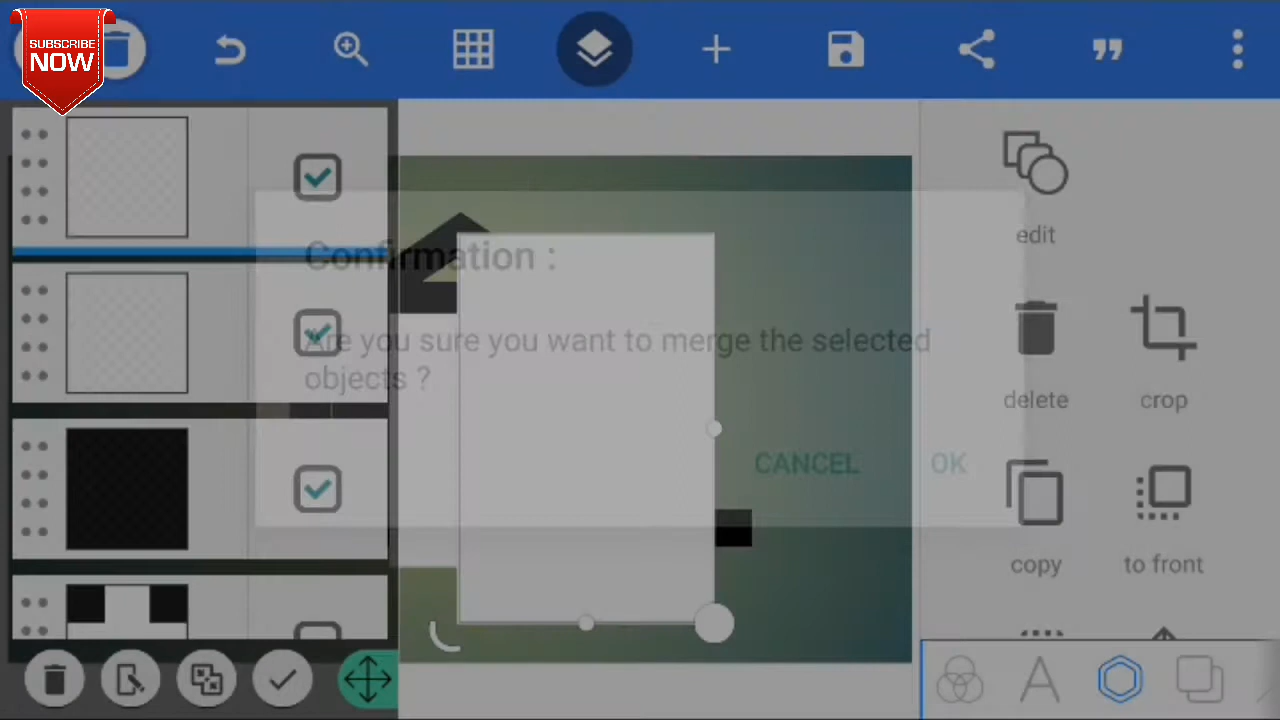 SUBSCRIBE
NOW
Confirmation :
Are you sure you want to merge the selected
objects ?
CANCEL
OK
edit
delete
crop
copy
to front